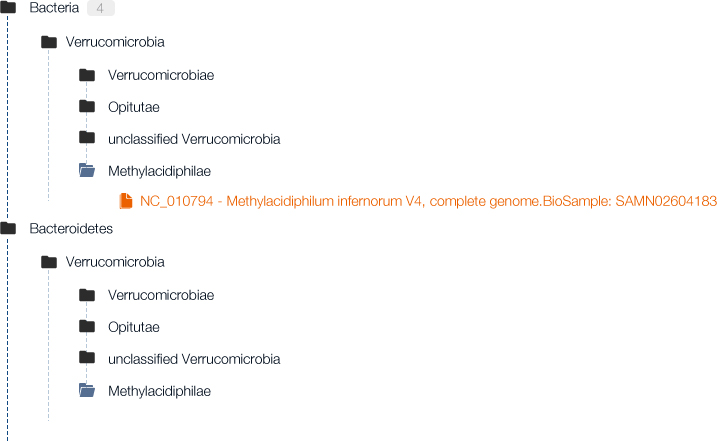 Bacteria 4
Verrucomicrobia
Verrucomicrobiae
Opitutae
unclassified Verrucomicrobia
Methylacidiphilae
NC_010794 - Methylacidiphilum infernorum V4, complete genome.BioSample: SAMN02604183
Bacteroidetes
Verrucomicrobia
Verrucomicrobiae
Opitutae
unclassified Verrucomicrobia
Methylacidiphilae